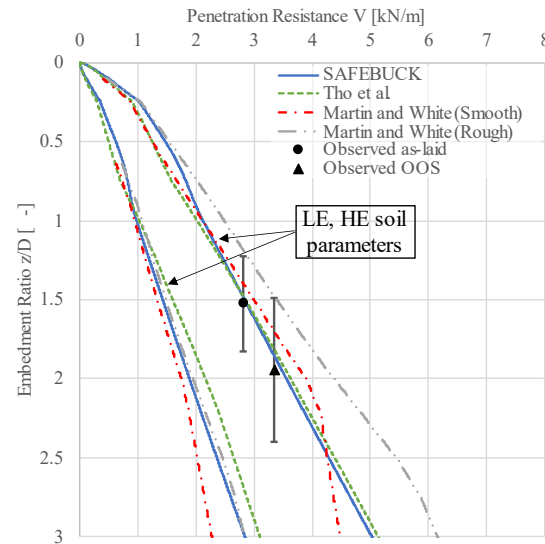 Penetration Resistance V [kN/m]
0 1 2 3 4 5 6 7 8
0
0.5
1
1.5
2
2.5
3
Embedment Ratio z/D [ -]
SAFEBUCK
Tho et al.
Martin and White (Smooth)
Martin and White (Rough)
Observed as-laid
Observed OOS
LE, HE soil
parameters